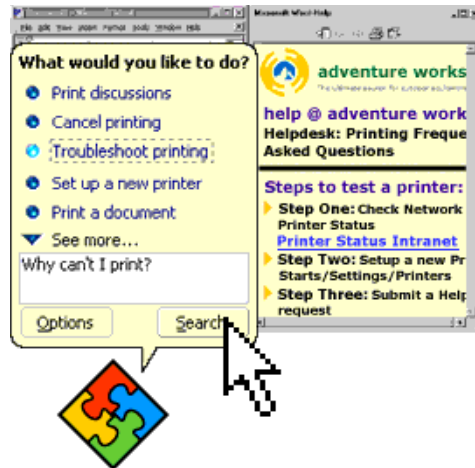 Microsoft Word Help
What would you like to do?
Print discussions
Cancel printing
Troubleshoot printing
Set up a new printer
Print a document
See more...
Why can't I print?
Options
Search
adventure works
help @ adventure work
Helpdesk: Printing Freque
Asked Questions
Steps to test a printer:
Step One: Check Network
Printer Status
Printer Status Intranet
Step Two: Setup a new Pr
Starts/Settings/Printers
Step Three: Submit a Help
request